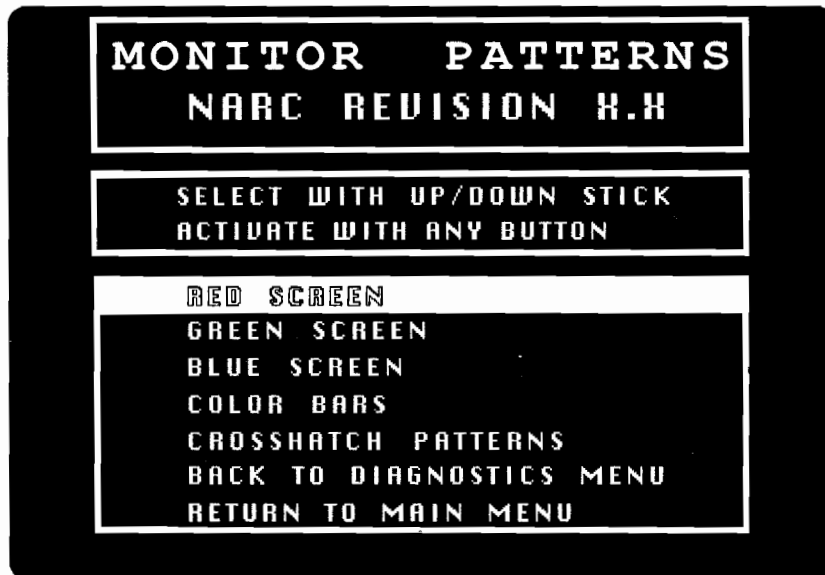 MONITOR PATTERNS
NARC REVISION X.X
SELECT WITH UP/DOWN STICK
ACTIVATE WITH ANY BUTTON
RED SCREEN
GREEN SCREEN
BLUE SCREEN
COLOR BARS
CROSSHATCH PATTERNS
BACK TO DIAGNOSTICS MENU
RETURN TO MAIN MENU